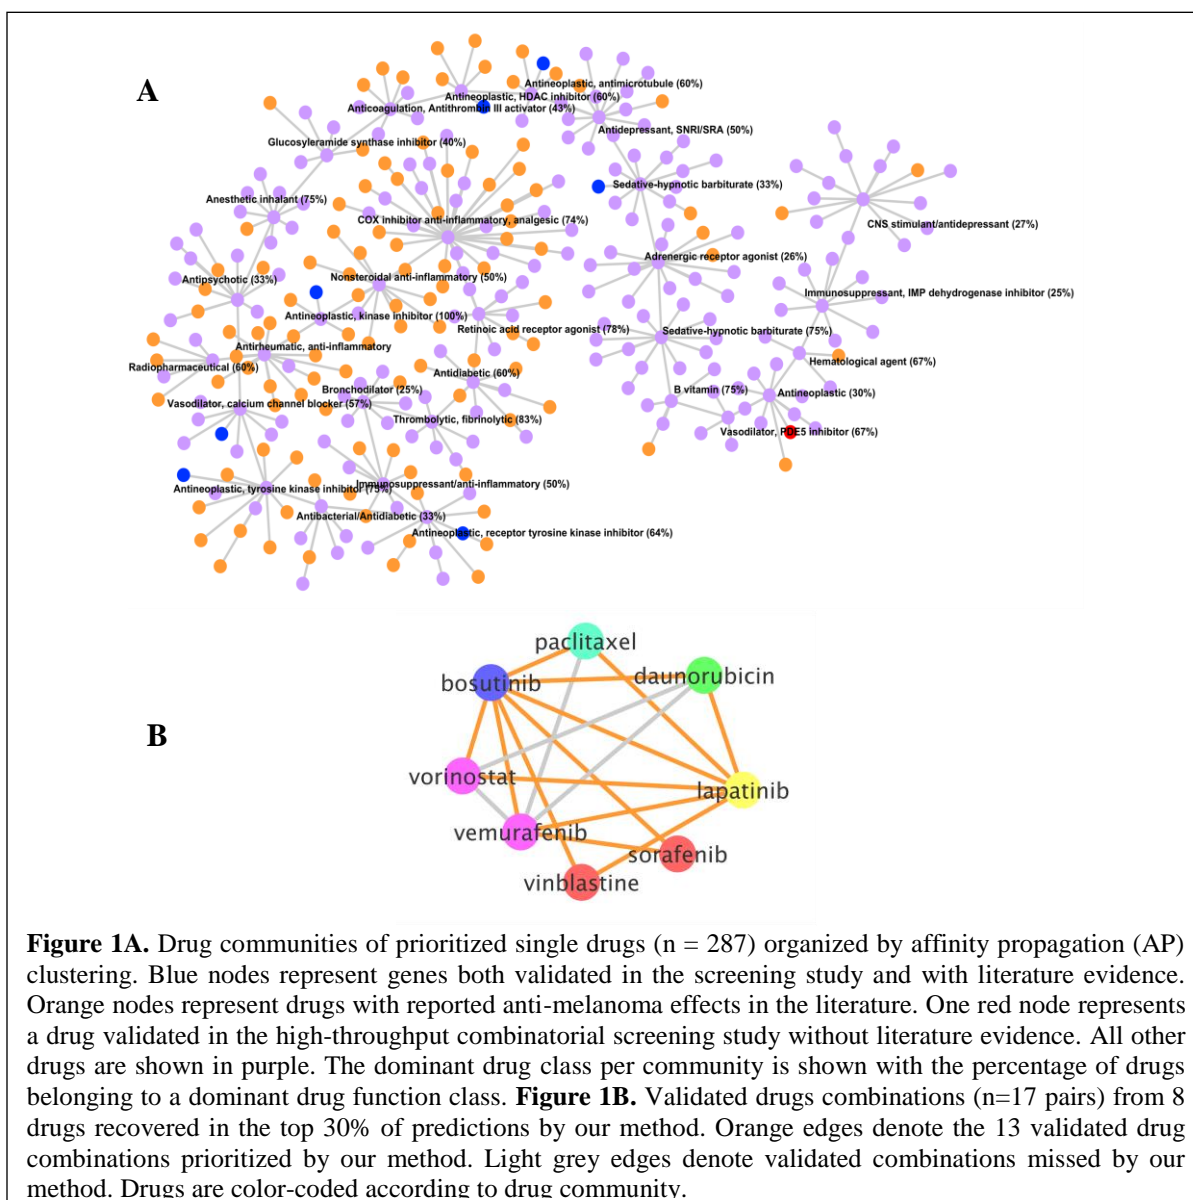 A
Antineoplastic, antimicrotubule (60%)
Antineoplastic, HDAC inhibitor (60%)
Anticoagulation, Antithrombin III activator (43%)
Antidepressant, SNRI/SRA (50%)
Glucosyleramide synthase inhibitor (40%)
Sedative-hypnotic barbiturate (33%)
Anesthetic inhalant (75%)
COX inhibitor anti-inflammatory, analgesic (74%)
CNS stimulant/antidepressant (27%)
Adrenergic receptor agonist (26%)
Antipsychotic (33%)
Nonsteroidal anti-inflammatory (50%)
Immunosuppressant, IMP dehydrogenase inhibitor (25%)
Antineoplastic, kinase inhibitor (100%)
Retinoic acid receptor agonist (78%)
Sedative-hypnotic barbiturate (75%)
Antirheumatic, anti-inflammatory
Hematological agent (67%)
Radiopharmaceutical (60%)
Antidiabetic (60%)
Bronchodilator (25%)
B vitamin (75%)
Antineoplastic (30%)
Vasodilator, calcium channel blocker (57%)
Thrombolytic, fibrinolytic (83%)
Vasodilator, PDE5 inhibitor (67%)
Antineoplastic, tyrosine kinase inhibitor (75%)
Immunosuppressant/anti-inflammatory (50%)
Antibacterial/Antidiabetic (33%)
Antineoplastic, receptor tyrosine kinase inhibitor (64%)
B
paclitaxel
daunorubicin
bosutinib
vorinostat
lapatinib
vemurafenib
sorafenib
vinblastine
Figure 1A. Drug communities of prioritized single drugs (n = 287) organized by affinity propagation (AP)
clustering. Blue nodes represent genes both validated in the screening study and with literature evidence.
Orange nodes represent drugs with reported anti-melanoma effects in the literature. One red node represents
a drug validated in the high-throughput combinatorial screening study without literature evidence. All other
drugs are shown in purple. The dominant drug class per community is shown with the percentage of drugs
belonging to a dominant drug function class. Figure 1B. Validated drugs combinations (n=17 pairs) from 8
drugs recovered in the top 30% of predictions by our method. Orange edges denote the 13 validated drug
combinations prioritized by our method. Light grey edges denote validated combinations missed by our
method. Drugs are color-coded according to drug community.